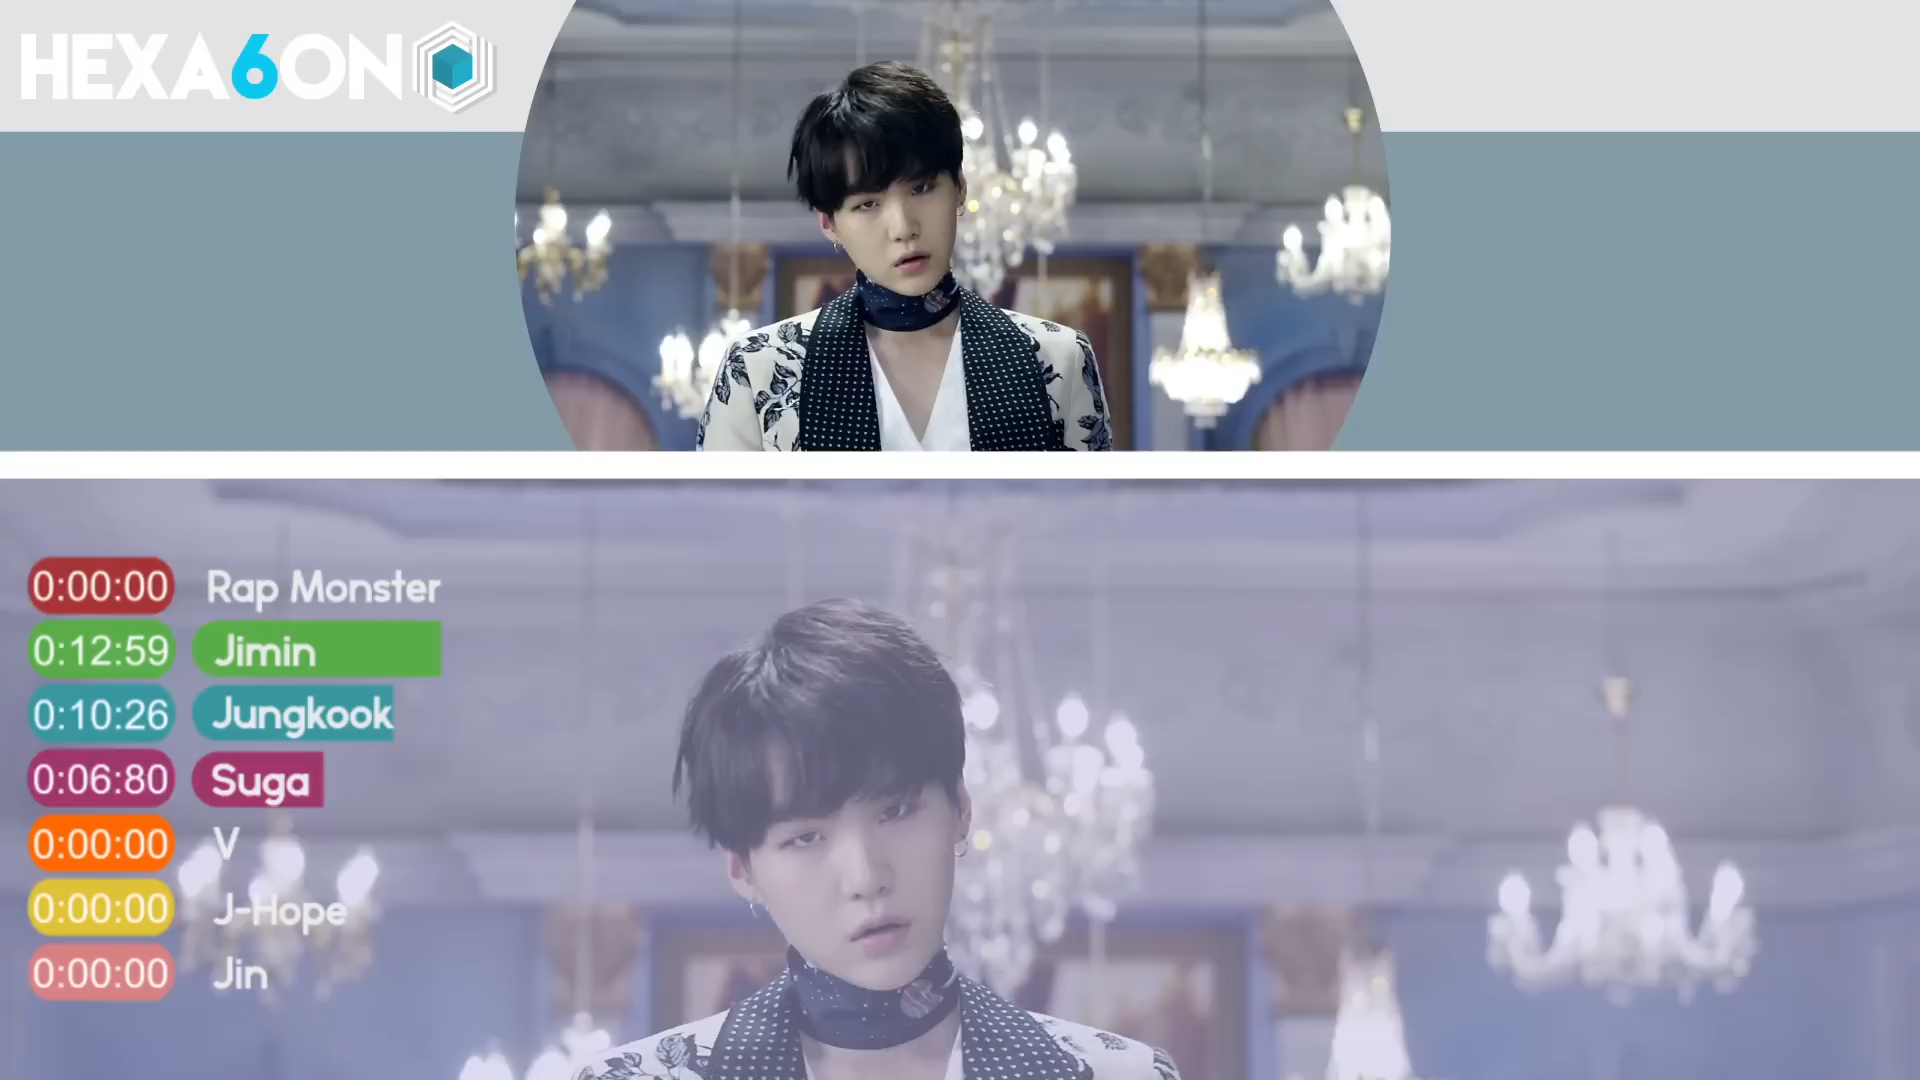 HEXA6ON
0:00:00 Rap Monster
0:12:59 Jimin
0:10:26 Jungkook
0:06:80 Suga
0:00:00 V
0:00:00 J-Hope
0:00:00 Jin